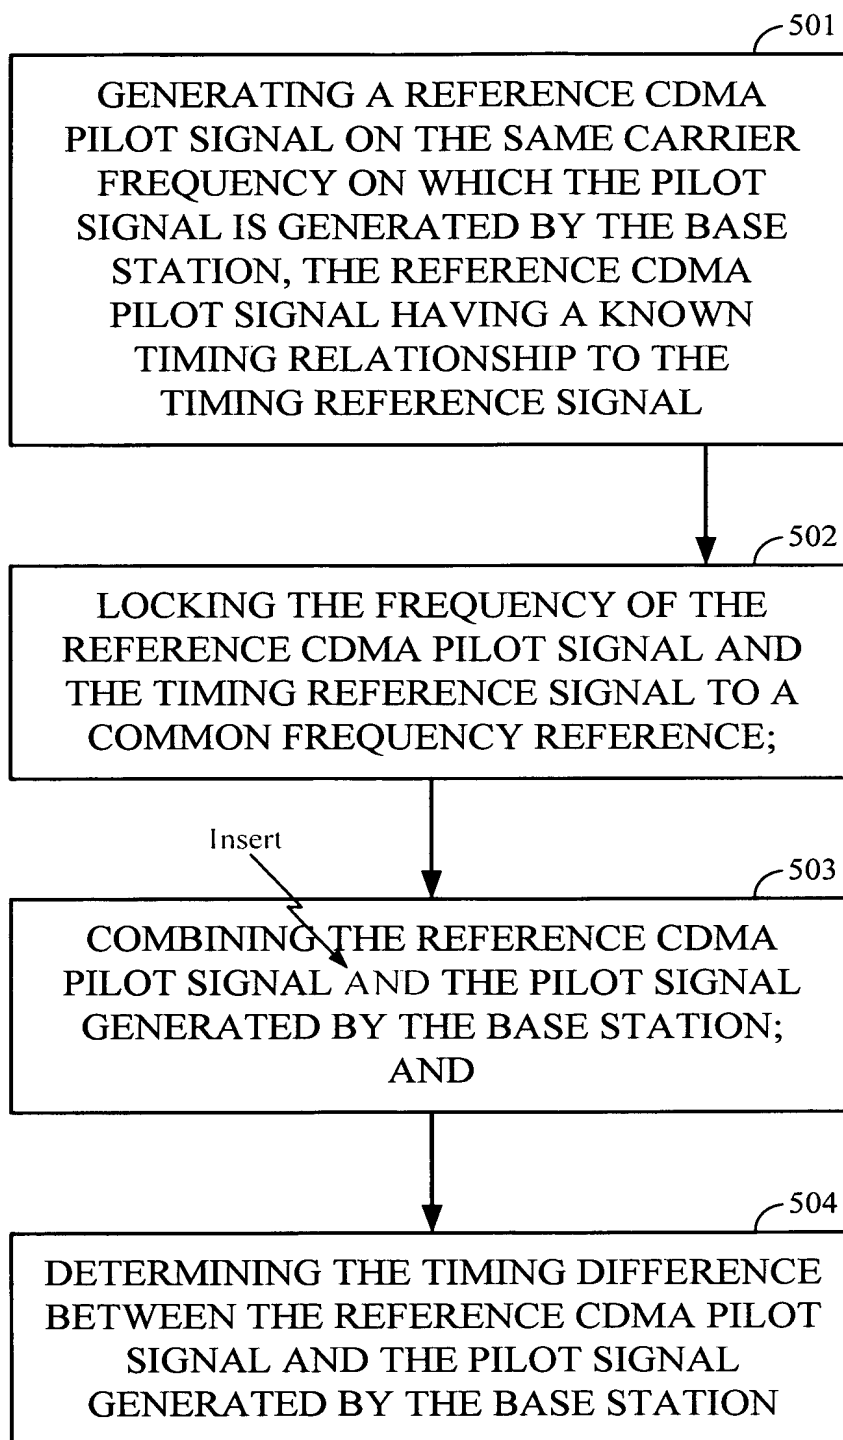 501
GENERATING A REFERENCE CDMA
PILOT SIGNAL ON THE SAME CARRIER
FREQUENCY ON WHICH THE PILOT
SIGNAL IS GENERATED BY THE BASE
STATION, THE REFERENCE CDMA
PILOT SIGNAL HAVING A KNOWN
TIMING RELATIONSHIP TO THE
TIMING REFERENCE SIGNAL
502
LOCKING THE FREQUENCY OF THE
REFERENCE CDMA PILOT SIGNAL AND
THE TIMING REFERENCE SIGNAL TO A
COMMON FREQUENCY REFERENCE;
Insert
503
COMBINING THE REFERENCE CDMA
PILOT SIGNAL AND THE PILOT SIGNAL
GENERATED BY THE BASE STATION;
AND
504
DETERMINING THE TIMING DIFFERENCE
BETWEEN THE REFERENCE CDMA PILOT
SIGNAL AND THE PILOT SIGNAL
GENERATED BY THE BASE STATION